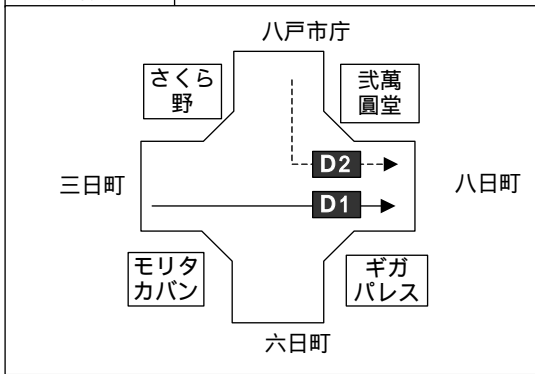 八戸市庁
さくら
野
弐萬
圓堂
D2
三日町
八日町
D1
モリタ
カバン
ギガ
パレス
六日町